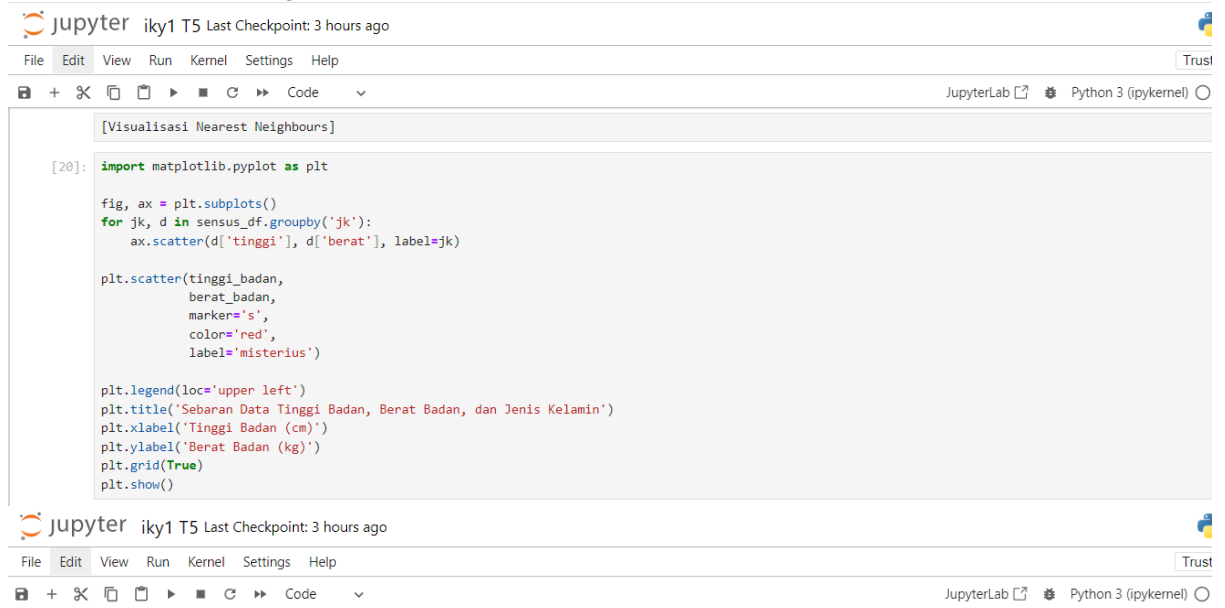 jupyter iky1 T5 Last Checkpoint: 3 hours ago
File Edit View Run Kernel Settings Help
Trust
Code JupyterLab Python 3 (ipykernel)
[Visualisasi Nearest Neighbours]
[20]: import matplotlib.pyplot as plt
fig, ax = plt.subplots()
for jk, d in sensus_df.groupby('jk'):
    ax.scatter(d['tinggi'], d['berat'], label=jk)
plt.scatter(tinggi_badan,
            berat_badan,
            marker='s',
            color='red',
            label='misterius')
plt.legend(loc='upper left')
plt.title('Sebaran Data Tinggi Badan, Berat Badan, dan Jenis Kelamin')
plt.xlabel('Tinggi Badan (cm)')
plt.ylabel('Berat Badan (kg)')
plt.grid(True)
plt.show()
jupyter iky1 T5 Last Checkpoint: 3 hours ago
File Edit View Run Kernel Settings Help
Trust
Code JupyterLab Python 3 (ipykernel)